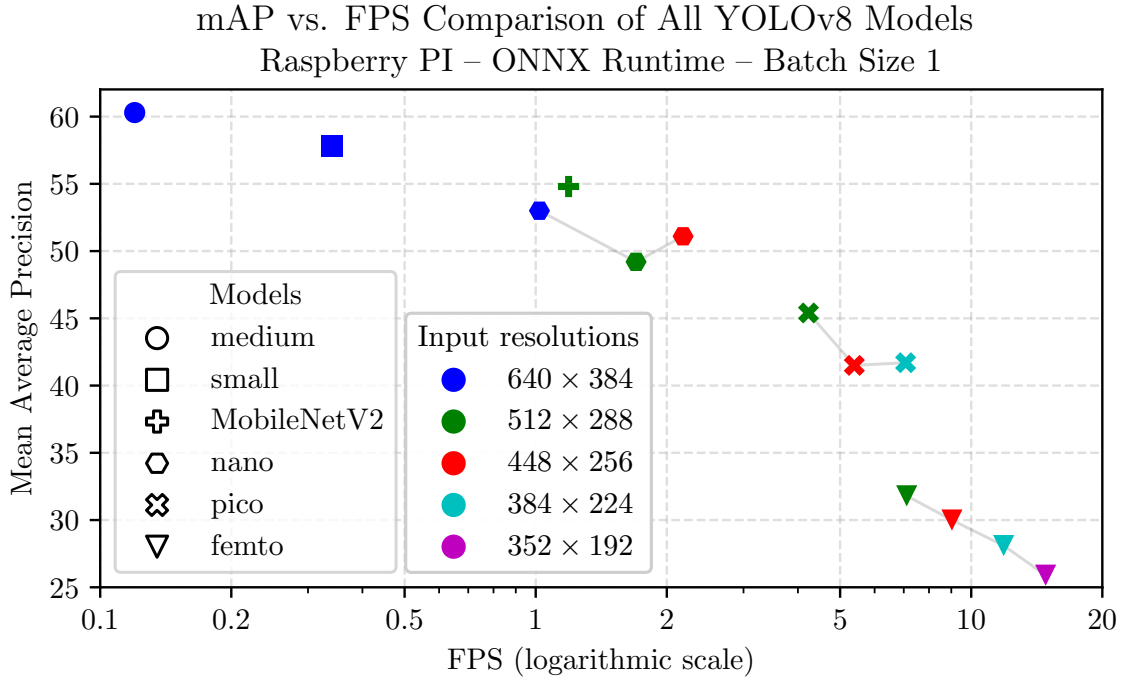 mAP vs. FPS Comparison of All YOLOv8 Models
Raspberry PI – ONNX Runtime – Batch Size 1
Mean Average Precision
60
55
50
45
40
35
30
25
Models
medium
small
MobileNetV2
nano
pico
femto
Input resolutions
640 × 384
512 × 288
448 × 256
384 × 224
352 × 192
0.1 0.2 0.5 1 2 5 10 20
FPS (logarithmic scale)